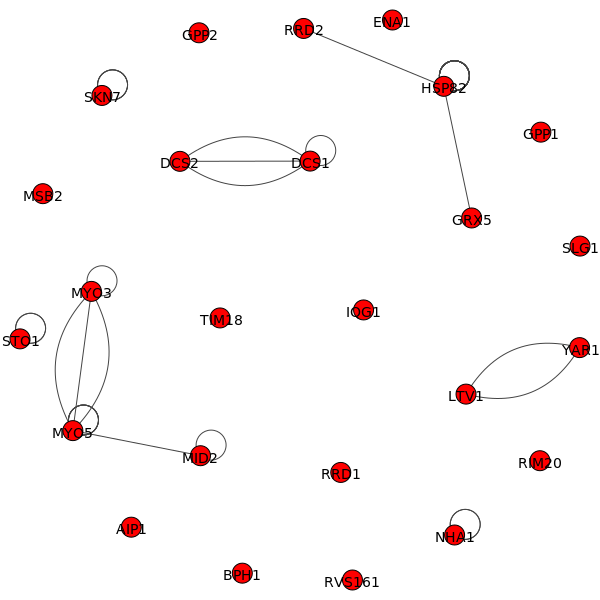 ENA1
RRD2
GPP2
HSP82
SKN7
GPP1
DCS2
DCS1
MSB2
GRX5
SLG1
MYO3
IQG1
TIM18
STO1
YAR1
LTV1
MYO5
MID2
RIM20
RRD1
AIP1
NHA1
BPH1
RVS161